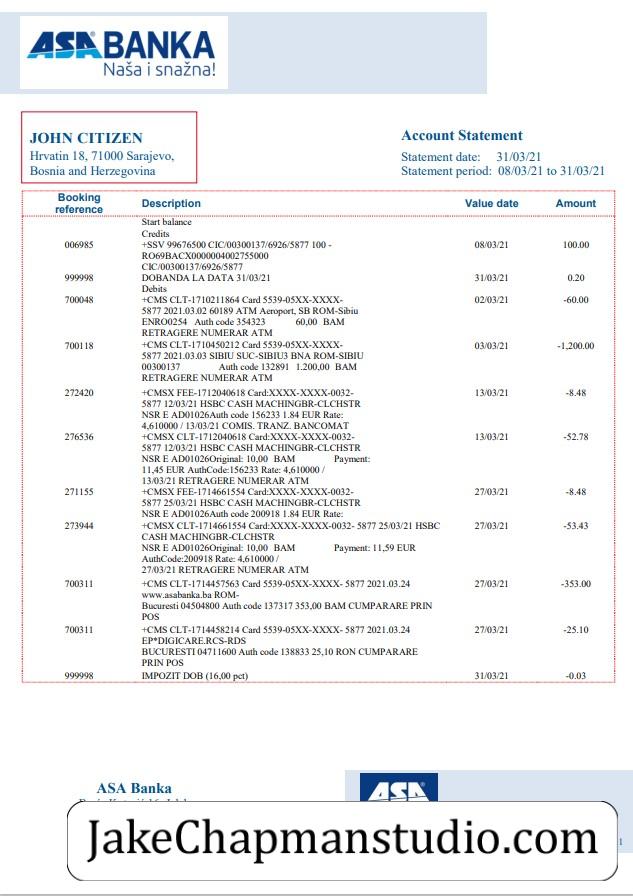 ASA BANKA
Naša i snažna!
JOHN CITIZEN
Hrvatin 18, 71000 Sarajevo,
Bosnia and Herzegovina
Account Statement
Statement date: 31/03/21
Statement period: 08/03/21 to 31/03/21
Booking reference Description Value date Amount
Start balance
Credits
006985 +SSV 99676500 CIC/00300137/6926/5877 100 - 08/03/21 100.00
RO69BACX0000004002755000
CIC/00300137/6926/5877
999998 DOBANDA LA DATA 31/03/21 31/03/21 0.20
Debits
700048 +CMS CLT-1710211864 Card 5539-05XX-XXXX- 02/03/21 -60.00
5877 2021.03.02 60189 ATM Aeroport, SB ROM-Sibiu
ENRO0254 Auth code 354323 60,00 BAM
RETRAGERE NUMERAR ATM
700118 +CMS CLT-1710450212 Card 5539-05XX-XXXX- 03/03/21 -1,200.00
5877 2021.03.03 SIBIU SUC-SIBIU3 BNA ROM-SIBIU
00300137 Auth code 132891 1.200,00 BAM
RETRAGERE NUMERAR ATM
272420 +CMSX FEE-1712040618 Card:XXXX-XXXX-0032- 13/03/21 -8.48
5877 12/03/21 HSBC CASH MACHINGBR-CLCHSTR
NSR E AD01026Auth code 156233 1.84 EUR Rate:
4,610000 / 13/03/21 COMIS. TRANZ. BANCOMAT
276536 +CMSX CLT-1712040618 Card:XXXX-XXXX-0032- 13/03/21 -52.78
5877 12/03/21 HSBC CASH MACHINGBR-CLCHSTR
NSR E AD01026Original: 10,00 BAM Payment:
11,45 EUR AuthCode:156233 Rate: 4,610000 /
13/03/21 RETRAGERE NUMERAR ATM
271155 +CMSX FEE-1714661554 Card:XXXX-XXXX-0032- 27/03/21 -8.48
5877 25/03/21 HSBC CASH MACHINGBR-CLCHSTR
NSR E AD01026Auth code 200918 1.84 EUR Rate:
273944 +CMSX CLT-1714661554 Card:XXXX-XXXX-0032- 5877 25/03/21 HSBC 27/03/21 -53.43
CASH MACHINGBR-CLCHSTR
NSR E AD01026Original: 10,00 BAM Payment: 11,59 EUR
AuthCode:200918 Rate: 4,610000 /
27/03/21 RETRAGERE NUMERAR ATM
700311 +CMS CLT-1714457563 Card 5539-05XX-XXXX- 5877 2021.03.24 27/03/21 -353.00
www.asabanka.ba ROM-
Bucuresti 04504800 Auth code 137317 353,00 BAM CUMPARARE PRIN
POS
700311 +CMS CLT-1714458214 Card 5539-05XX-XXXX- 5877 2021.03.24 27/03/21 -25.10
EP*DIGICARE.RCS-RDS
BUCURESTI 04711600 Auth code 138833 25,10 RON CUMPARARE
PRIN POS
999998 IMPOZIT DOB (16,00 pct) 31/03/21 -0.03
ASA Banka
ASA
JakeChapmanstudio.com
1